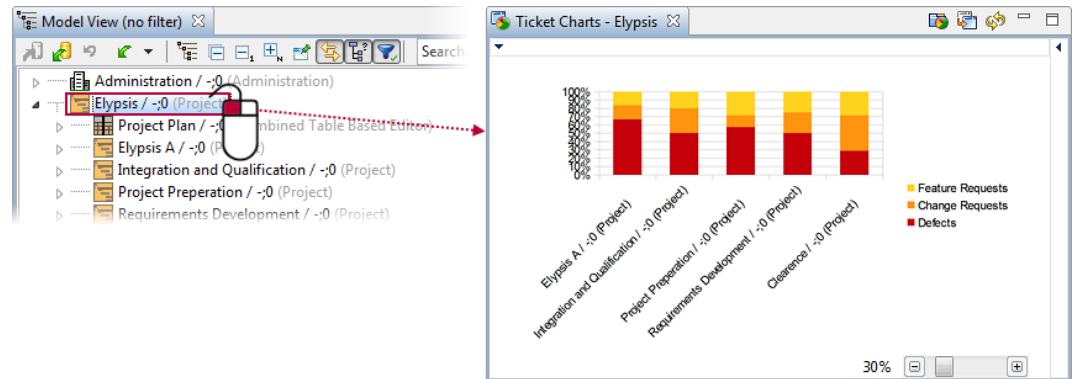 Model View (no filter)
Search
Administration / -;0 (Administration)
Elypsis / -;0 (Project
Project Plan / -;0 mbined Table Based Editor)
Elypsis A / -;0 (P
Integration and Qualification / -;0 (Project)
Project Preperation / -;0 (Project)
Requirements Development / -;0 (Project)
Ticket Charts - Elypsis
100%
90%
80%
70%
60%
50%
40%
30%
20%
10%
0%
Elypsis A / -;0 (Project)
Integration and Qualification / -;0 (Project)
Project Preperation / -;0 (Project)
Requirements Development / -;0 (Project)
Clearence / -;0 (Project)
Feature Requests
Change Requests
Defects
30%